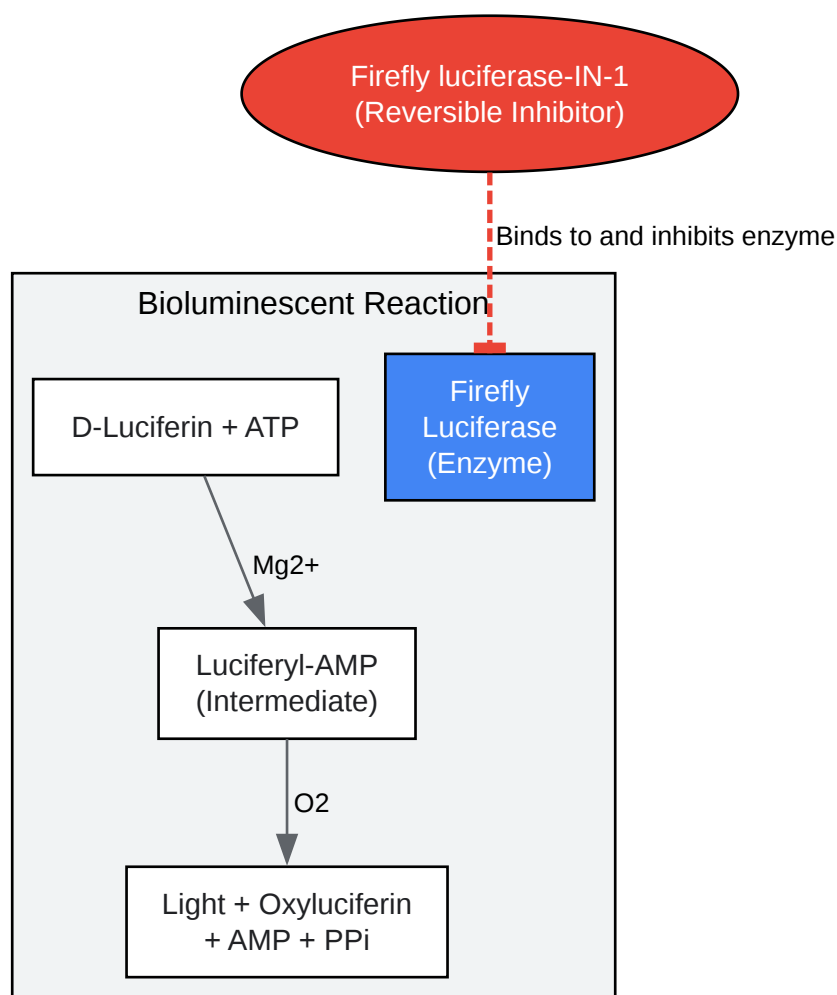 Firefly luciferase-IN-1
(Reversible Inhibitor)
Binds to and inhibits enzyme
Bioluminescent Reaction
Firefly
Luciferase
(Enzyme)
D-Luciferin + ATP
Mg2+
Luciferyl-AMP
(Intermediate)
O2
Light + Oxyluciferin
+ AMP + PPi